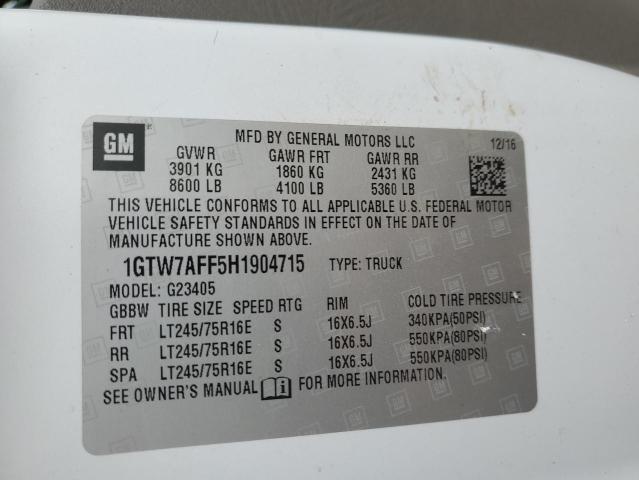 GM
MFD BY GENERAL MOTORS LLC 12/16
GVWR GAWR FRT GAWR RR
3901 KG 1860 KG 2431 KG
8600 LB 4100 LB 5360 LB
THIS VEHICLE CONFORMS TO ALL APPLICABLE U.S. FEDERAL MOTOR
VEHICLE SAFETY STANDARDS IN EFFECT ON THE DATE OF
MANUFACTURE SHOWN ABOVE.
1GTW7AFF5H1904715 TYPE: TRUCK
MODEL: G23405
GBBW TIRE SIZE SPEED RTG RIM COLD TIRE PRESSURE
FRT LT245/75R16E S 16X6.5J 340KPA(50PSI)
RR LT245/75R16E S 16X6.5J 550KPA(80PSI)
SPA LT245/75R16E S 16X6.5J 550KPA(80PSI)
SEE OWNER'S MANUAL FOR MORE INFORMATION.